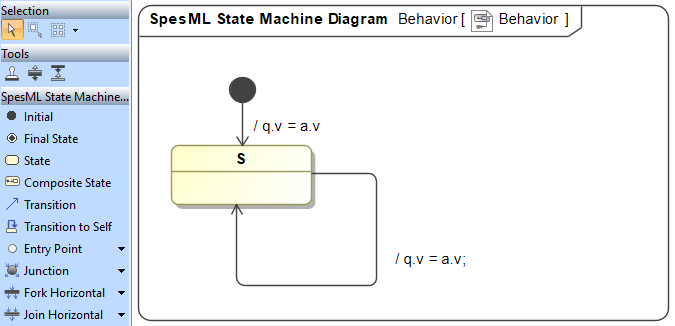 Selection
Tools
SpesML State Machine...
Initial
Final State
State
Composite State
Transition
Transition to Self
Entry Point
Junction
Fork Horizontal
Join Horizontal
SpesML State Machine Diagram Behavior [ Behavior ]
/ q.v = a.v
S
/ q.v = a.v;